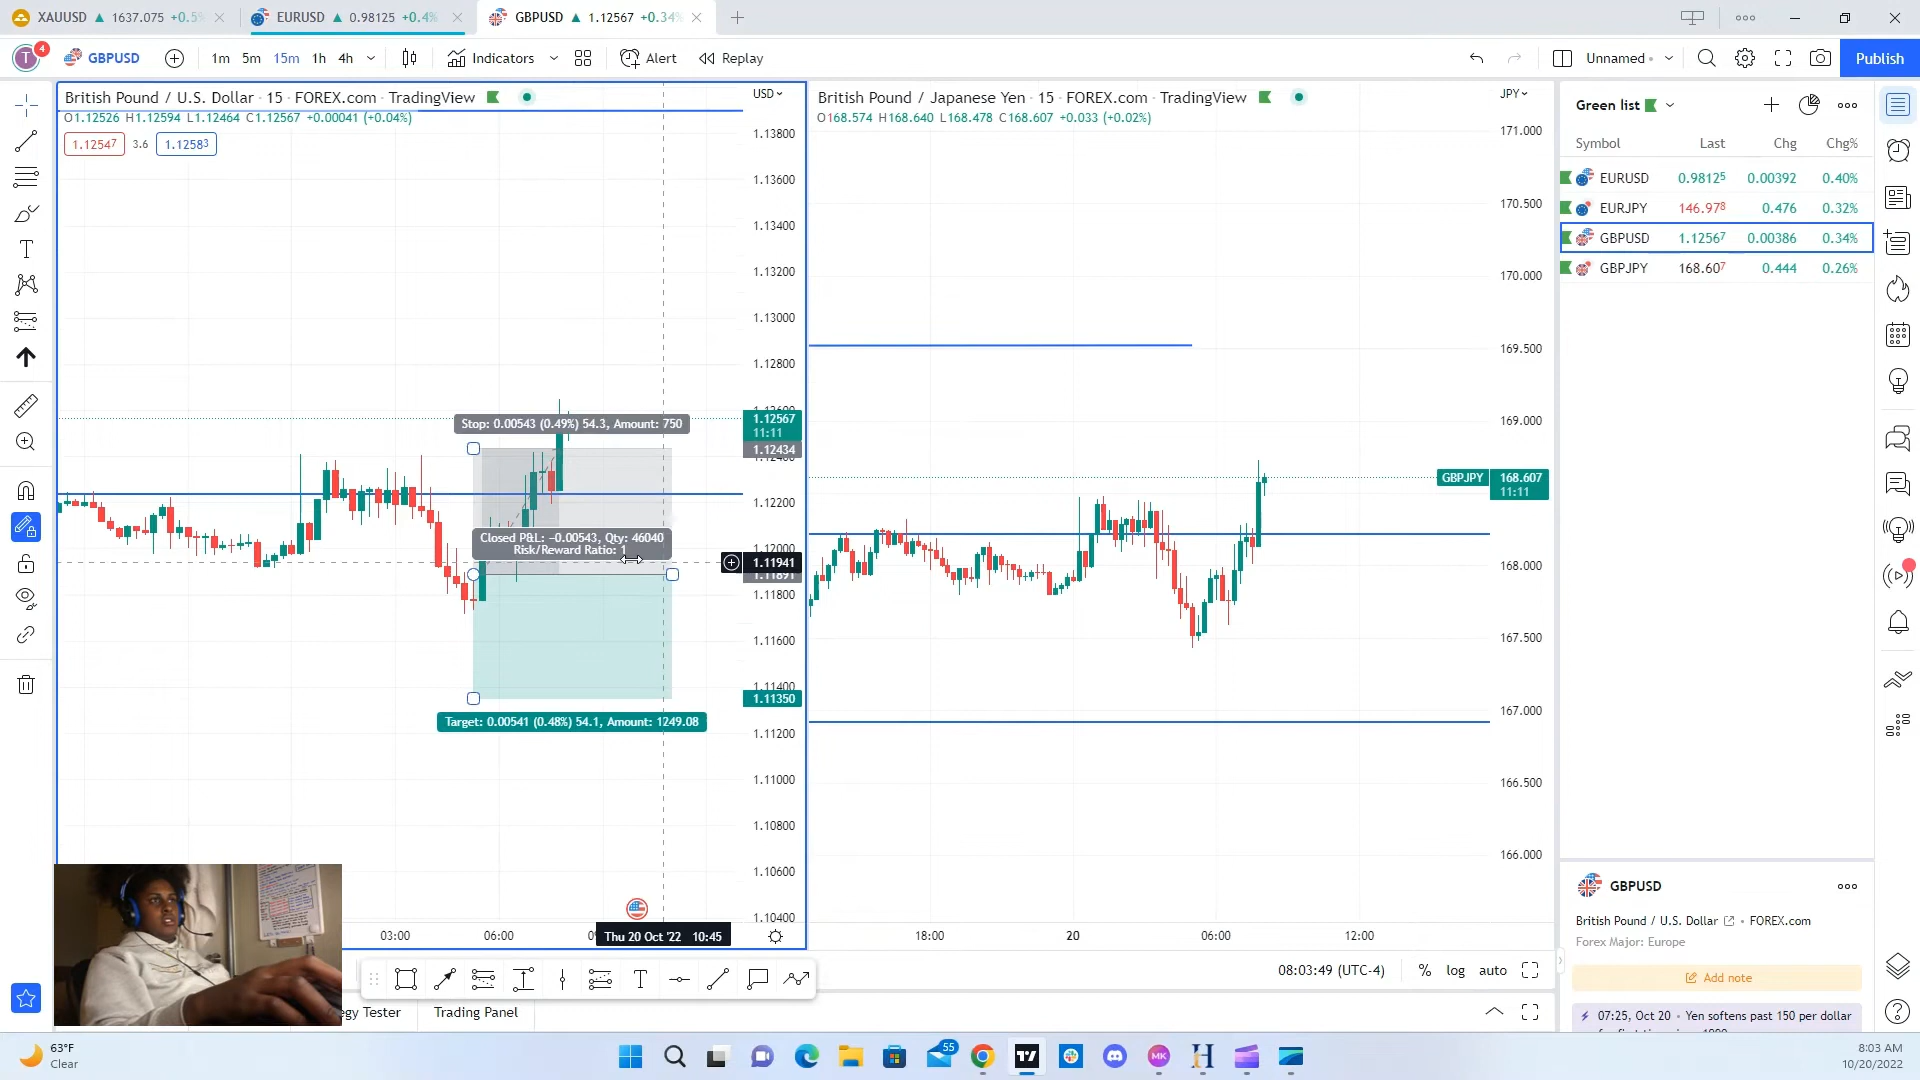 XAUUSD ▲ 1637.075 +0.5%
EURUSD ▲ 0.98125 +0.4%
GBPUSD ▲ 1.12567 +0.34%
T 4 GBPUSD 1m 5m 15m 1h 4h Indicators Alert Replay Unnamed Publish
British Pound / U.S. Dollar · 15 · FOREX.com · TradingView
O1.12526 H1.12594 L1.12464 C1.12567 +0.00041 (+0.04%)
1.12547 3.6 1.12583
USD
1.13800
1.13600
1.13400
1.13200
1.13000
1.12800
1.12567
11:11
1.12434
1.12200
1.12000
1.11941
1.11891
1.11800
1.11600
1.11400
1.11350
1.11200
1.11000
1.10800
1.10600
1.10400
Stop: 0.00543 (0.49%) 54.3, Amount: 750
Closed P&L: −0.00543, Qty: 46040
Risk/Reward Ratio: 1
Target: 0.00541 (0.48%) 54.1, Amount: 1249.08
03:00 06:00 Thu 20 Oct '22 10:45
British Pound / Japanese Yen · 15 · FOREX.com · TradingView
O168.574 H168.640 L168.478 C168.607 +0.033 (+0.02%)
JPY
171.000
170.500
170.000
169.500
169.000
GBPJPY 168.607
11:11
168.000
167.500
167.000
166.500
166.000
18:00 20 06:00 12:00
08:03:49 (UTC-4) % log auto
Tester Trading Panel
Green list
Symbol Last Chg Chg%
EURUSD 0.98125 0.00392 0.40%
EURJPY 146.978 0.476 0.32%
GBPUSD 1.12567 0.00386 0.34%
GBPJPY 168.607 0.444 0.26%
GBPUSD
British Pound / U.S. Dollar • FOREX.com
Forex Major: Europe
Add note
07:25, Oct 20 • Yen softens past 150 per dollar
63°F
Clear
55
MK
8:03 AM
10/20/2022